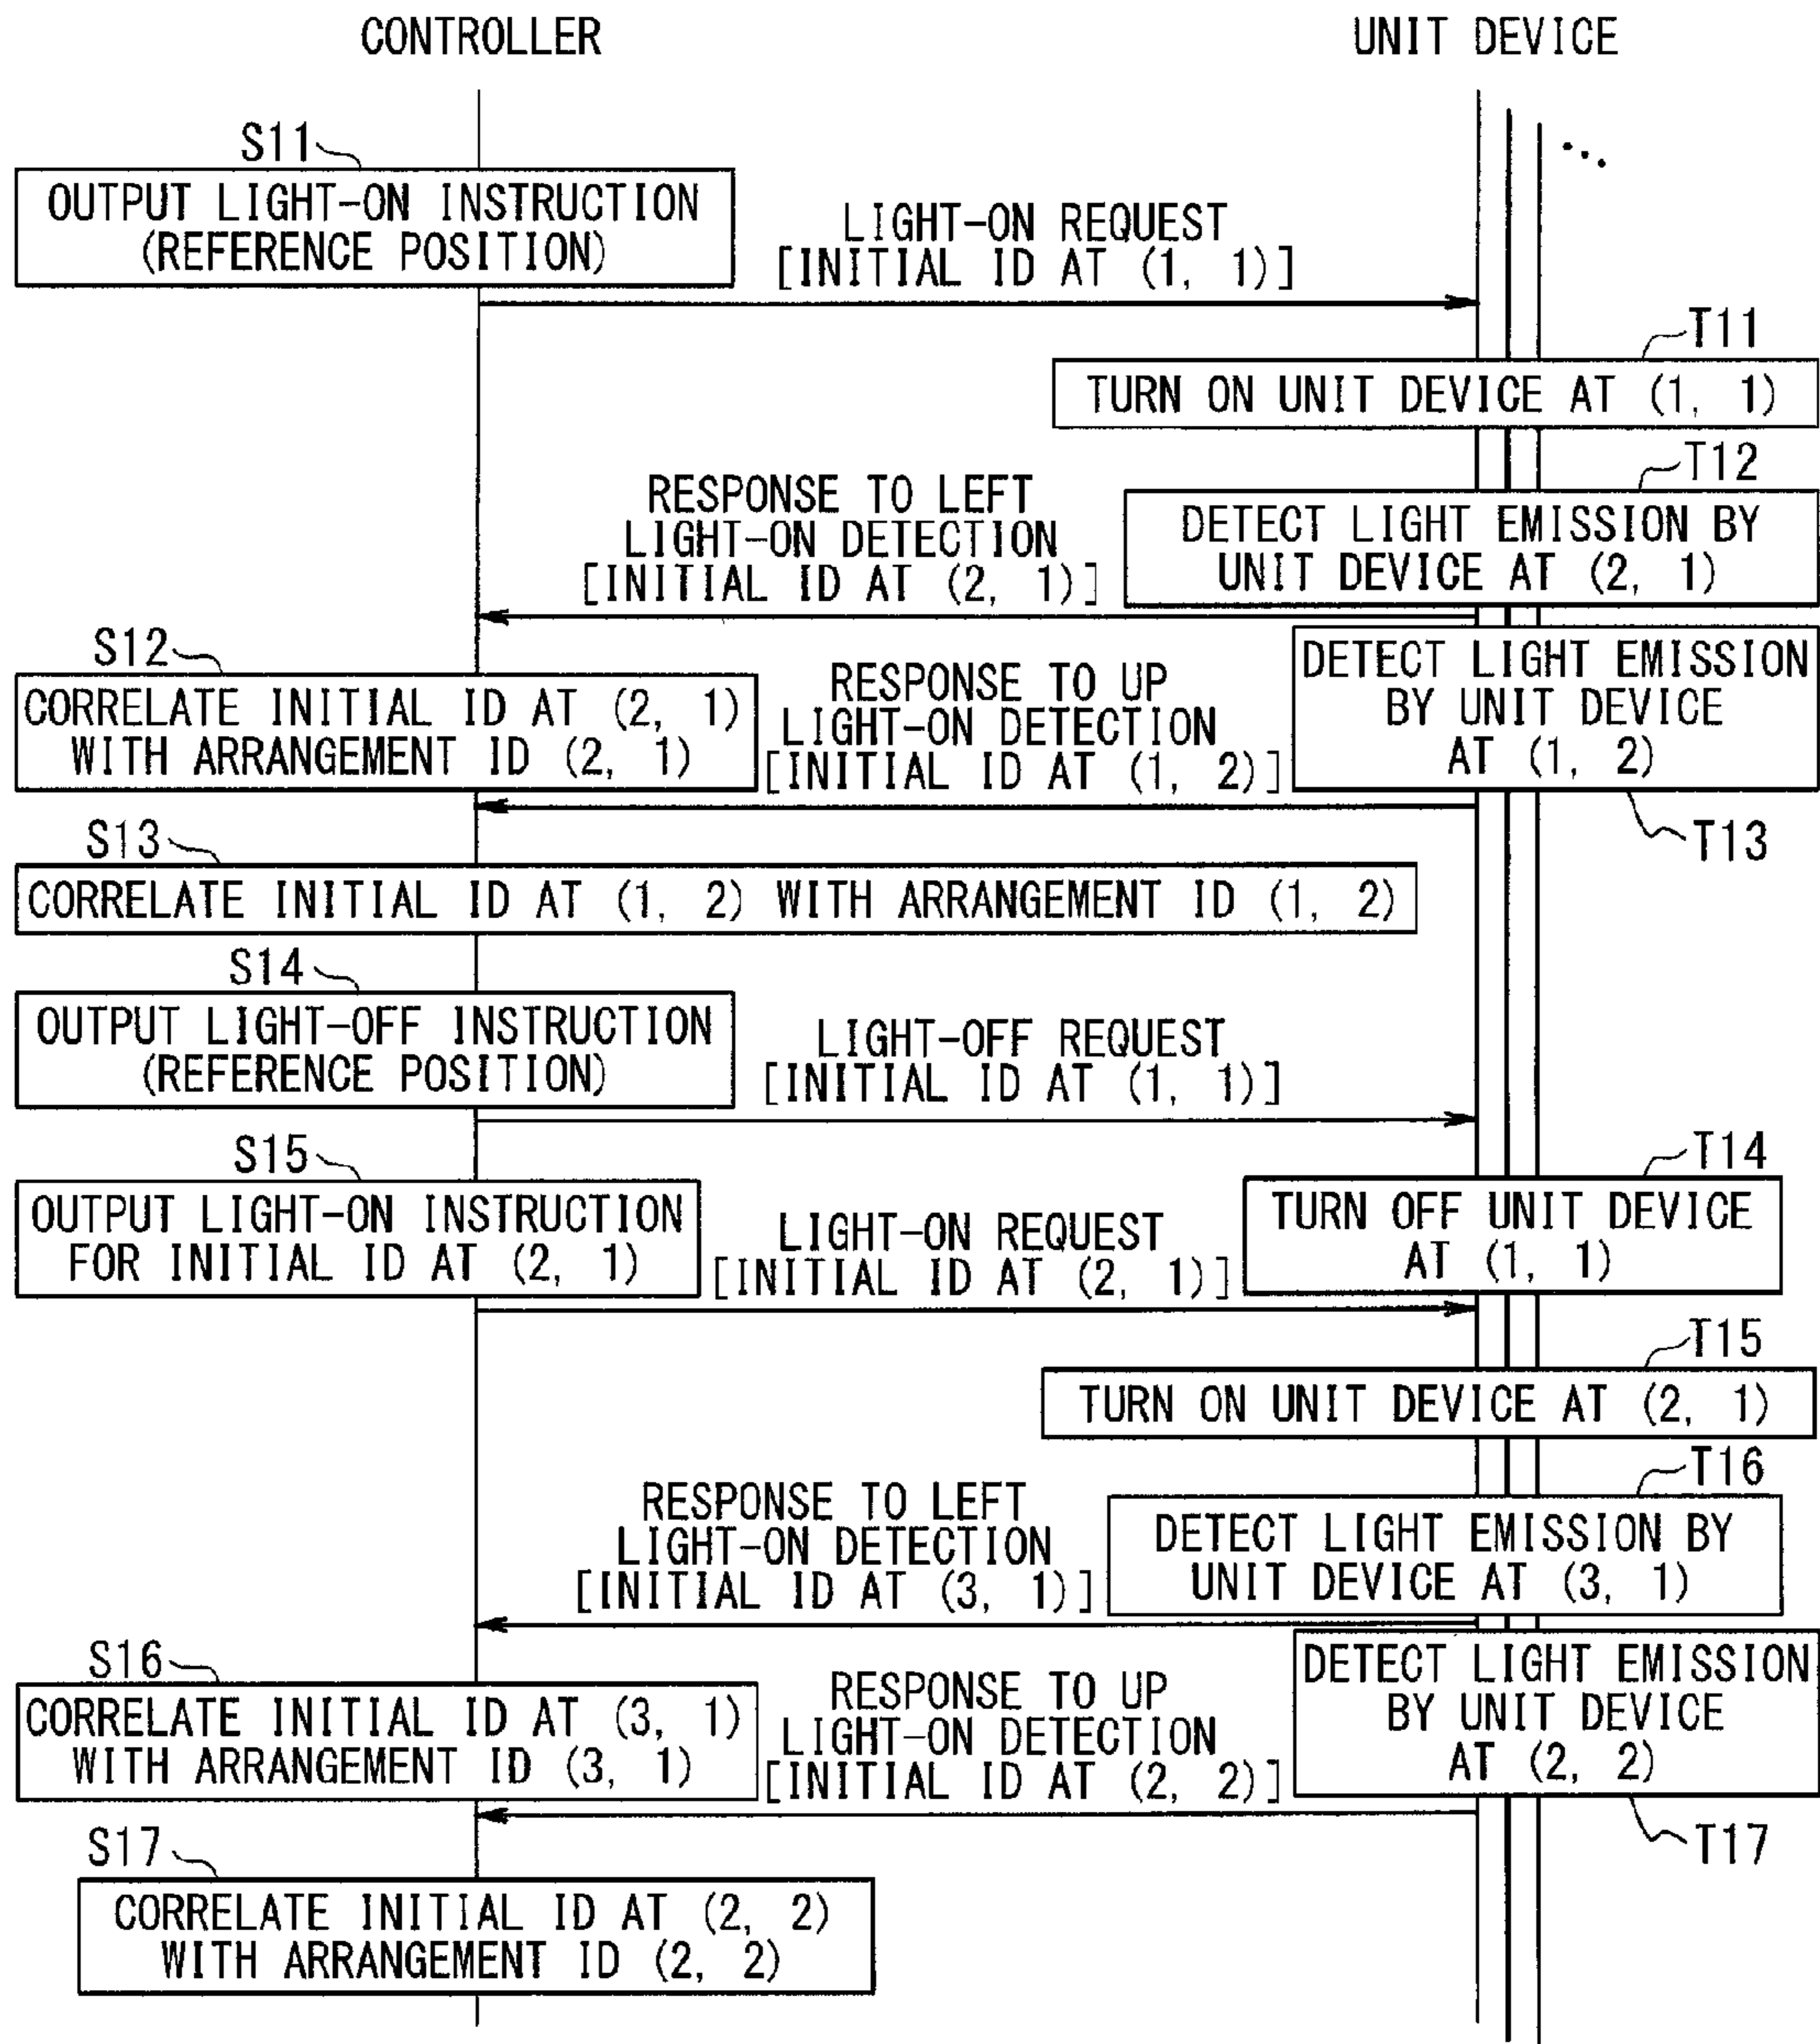 CONTROLLER
UNIT DEVICE
S11
OUTPUT LIGHT-ON INSTRUCTION
(REFERENCE POSITION)
LIGHT-ON REQUEST
[INITIAL ID AT (1, 1)]
T11
TURN ON UNIT DEVICE AT (1, 1)
T12
DETECT LIGHT EMISSION BY
UNIT DEVICE AT (2, 1)
RESPONSE TO LEFT
LIGHT-ON DETECTION
[INITIAL ID AT (2, 1)]
S12
CORRELATE INITIAL ID AT (2, 1)
WITH ARRANGEMENT ID (2, 1)
DETECT LIGHT EMISSION
BY UNIT DEVICE
AT (1, 2)
T13
RESPONSE TO UP
LIGHT-ON DETECTION
[INITIAL ID AT (1, 2)]
S13
CORRELATE INITIAL ID AT (1, 2) WITH ARRANGEMENT ID (1, 2)
S14
OUTPUT LIGHT-OFF INSTRUCTION
(REFERENCE POSITION)
LIGHT-OFF REQUEST
[INITIAL ID AT (1, 1)]
T14
TURN OFF UNIT DEVICE
AT (1, 1)
S15
OUTPUT LIGHT-ON INSTRUCTION
FOR INITIAL ID AT (2, 1)
LIGHT-ON REQUEST
[INITIAL ID AT (2, 1)]
T15
TURN ON UNIT DEVICE AT (2, 1)
T16
DETECT LIGHT EMISSION BY
UNIT DEVICE AT (3, 1)
RESPONSE TO LEFT
LIGHT-ON DETECTION
[INITIAL ID AT (3, 1)]
S16
CORRELATE INITIAL ID AT (3, 1)
WITH ARRANGEMENT ID (3, 1)
DETECT LIGHT EMISSION
BY UNIT DEVICE
AT (2, 2)
T17
RESPONSE TO UP
LIGHT-ON DETECTION
[INITIAL ID AT (2, 2)]
S17
CORRELATE INITIAL ID AT (2, 2)
WITH ARRANGEMENT ID (2, 2)